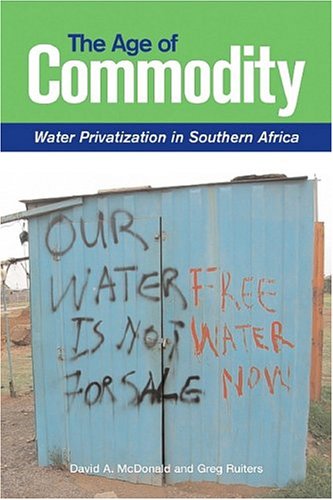 The Age of
Commodity
Water Privatization in Southern Africa
OUR
WATER
IS NOT
FOR SALE
FREE
WATER
NOW
David A. McDonald and Greg Ruiters